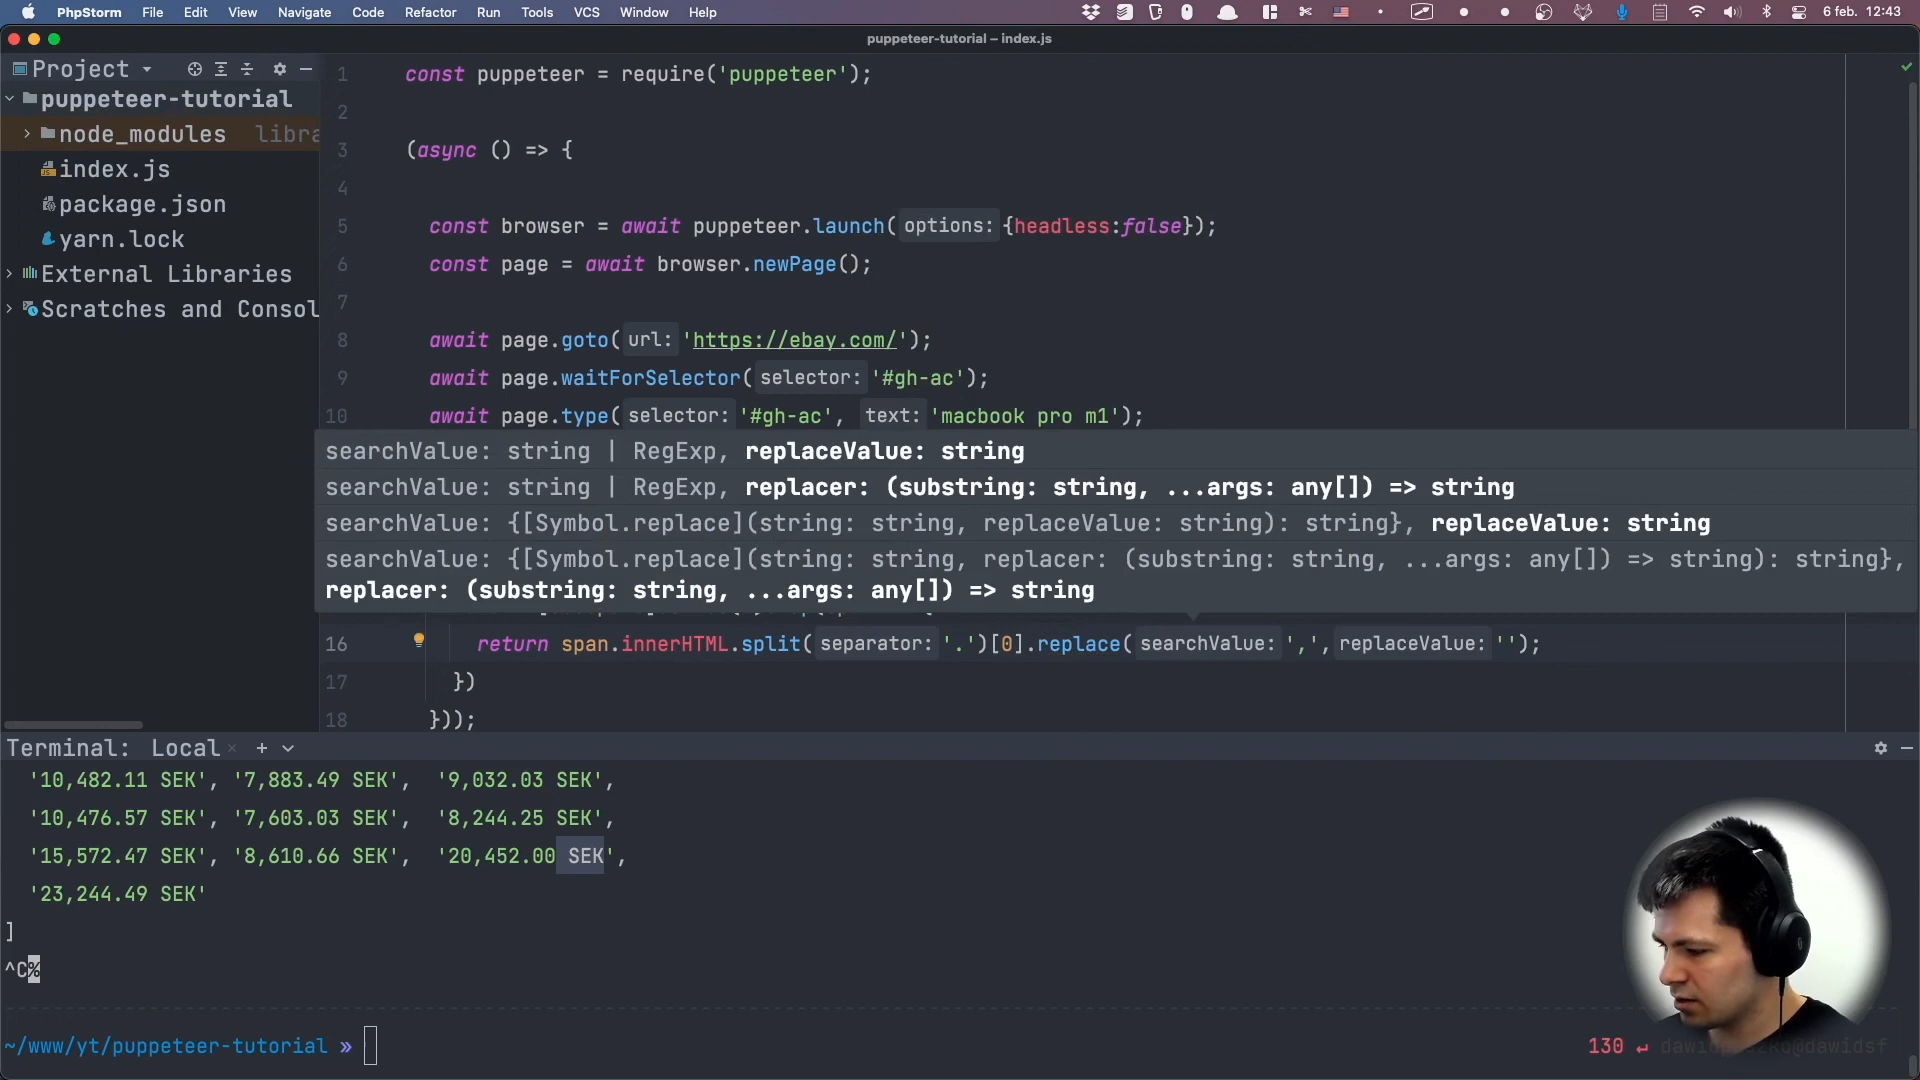 PhpStorm File Edit View Navigate Code Refactor Run Tools VCS Window Help 6 feb. 12:43
puppeteer-tutorial – index.js
Project
puppeteer-tutorial
node_modules libra
index.js
package.json
yarn.lock
External Libraries
Scratches and Consol
1 const puppeteer = require('puppeteer');
2
3 (async () => {
4
5 const browser = await puppeteer.launch( options: {headless:false});
6 const page = await browser.newPage();
7
8 await page.goto( url: 'https://ebay.com/');
9 await page.waitForSelector( selector: '#gh-ac');
10 await page.type( selector: '#gh-ac', text: 'macbook pro m1');
searchValue: string | RegExp, replaceValue: string
searchValue: string | RegExp, replacer: (substring: string, ...args: any[]) => string
searchValue: {[Symbol.replace](string: string, replaceValue: string): string}, replaceValue: string
searchValue: {[Symbol.replace](string: string, replacer: (substring: string, ...args: any[]) => string): string},
replacer: (substring: string, ...args: any[]) => string
16 return span.innerHTML.split( separator: '.')[0].replace( searchValue: ',', replaceValue: '');
17 })
18 }));
Terminal: Local × +
'10,482.11 SEK', '7,883.49 SEK', '9,032.03 SEK',
'10,476.57 SEK', '7,603.03 SEK', '8,244.25 SEK',
'15,572.47 SEK', '8,610.66 SEK', '20,452.00 SEK',
'23,244.49 SEK'
]
^C%
~/www/yt/puppeteer-tutorial » 130 ↵